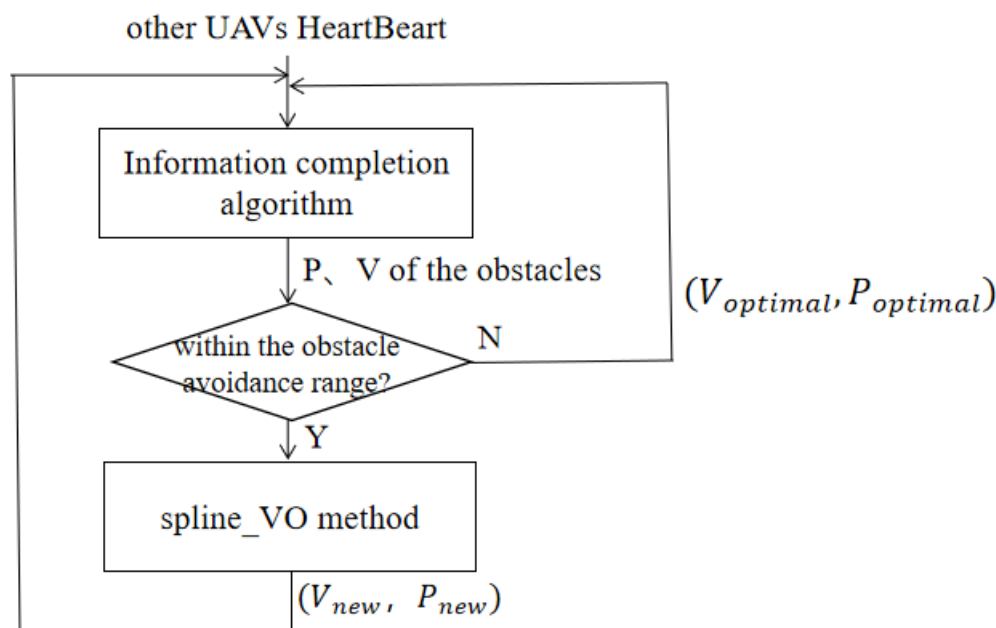 other UAVs HeartBeart
Information completion
algorithm
P、V of the obstacles
(V_optimal, P_optimal)
within the obstacle
avoidance range?
N
Y
spline_VO method
(V_new, P_new)